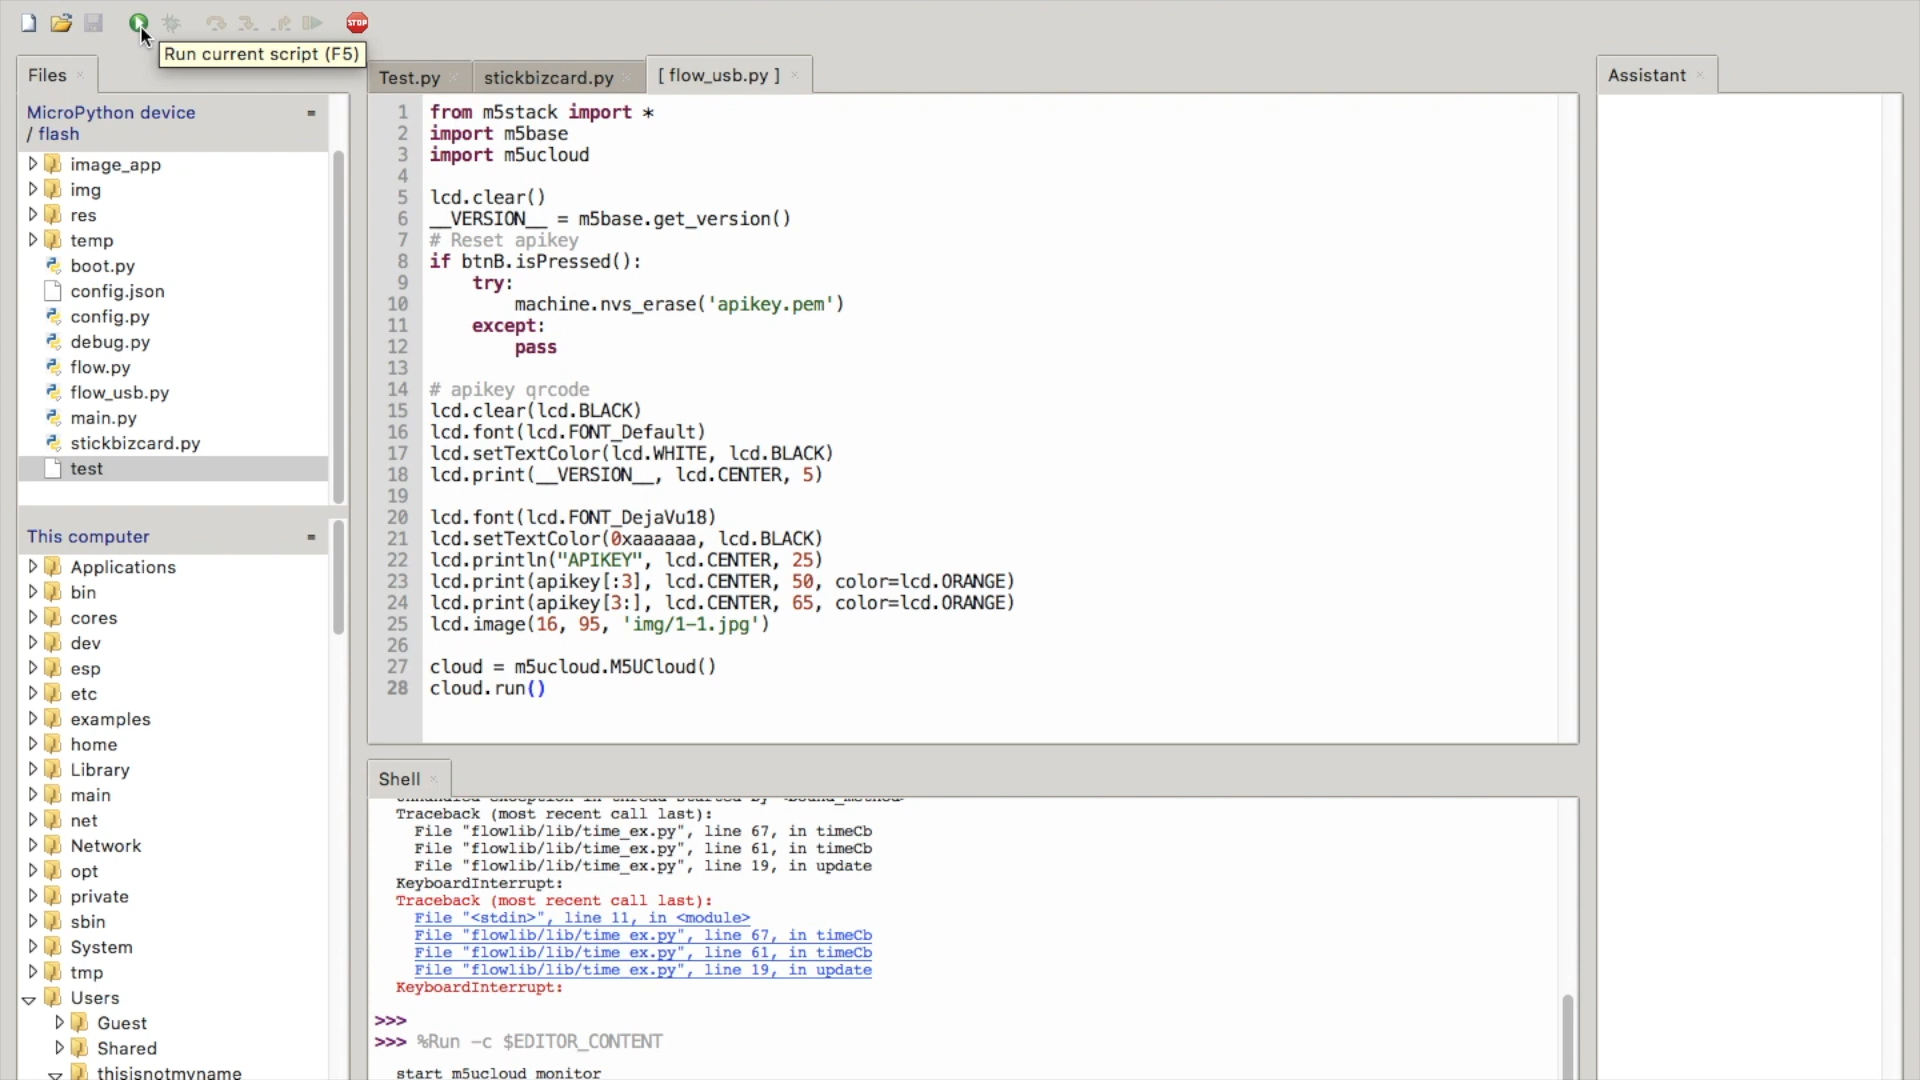 STOP
Run current script (F5)
Files
Test.py
stickbizcard.py
[ flow_usb.py ]
Assistant
MicroPython device
/ flash
image_app
img
res
temp
boot.py
config.json
config.py
debug.py
flow.py
flow_usb.py
main.py
stickbizcard.py
test
This computer
Applications
bin
cores
dev
esp
etc
examples
home
Library
main
net
Network
opt
private
sbin
System
tmp
Users
Guest
Shared
thisisnotmyname
1 from m5stack import *
2 import m5base
3 import m5ucloud
4
5 lcd.clear()
6 __VERSION__ = m5base.get_version()
7 # Reset apikey
8 if btnB.isPressed():
9     try:
10         machine.nvs_erase('apikey.pem')
11     except:
12         pass
13
14 # apikey qrcode
15 lcd.clear(lcd.BLACK)
16 lcd.font(lcd.FONT_Default)
17 lcd.setTextColor(lcd.WHITE, lcd.BLACK)
18 lcd.print(__VERSION__, lcd.CENTER, 5)
19
20 lcd.font(lcd.FONT_DejaVu18)
21 lcd.setTextColor(0xaaaaaa, lcd.BLACK)
22 lcd.println("APIKEY", lcd.CENTER, 25)
23 lcd.print(apikey[:3], lcd.CENTER, 50, color=lcd.ORANGE)
24 lcd.print(apikey[3:], lcd.CENTER, 65, color=lcd.ORANGE)
25 lcd.image(16, 95, 'img/1-1.jpg')
26
27 cloud = m5ucloud.M5UCloud()
28 cloud.run()
Shell
Unhandled exception in thread started by <bound_method>
Traceback (most recent call last):
File "flowlib/lib/time_ex.py", line 67, in timeCb
File "flowlib/lib/time_ex.py", line 61, in timeCb
File "flowlib/lib/time_ex.py", line 19, in update
KeyboardInterrupt:
Traceback (most recent call last):
File "<stdin>", line 11, in <module>
File "flowlib/lib/time_ex.py", line 67, in timeCb
File "flowlib/lib/time_ex.py", line 61, in timeCb
File "flowlib/lib/time_ex.py", line 19, in update
KeyboardInterrupt:
>>>
>>> %Run -c $EDITOR_CONTENT
start m5ucloud monitor